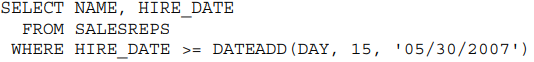 SELECT NAME, HIRE_DATE
FROM SALESREPS
WHERE HIRE_DATE >= DATEADD(DAY, 15, '05/30/2007')